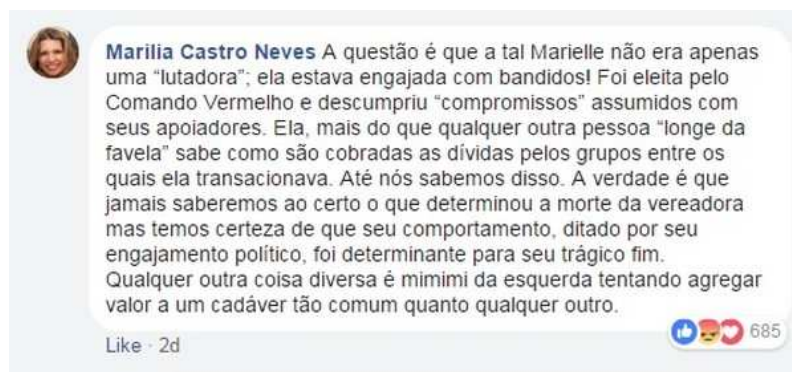 Marilia Castro Neves A questão é que a tal Marielle não era apenas
uma “lutadora”; ela estava engajada com bandidos! Foi eleita pelo
Comando Vermelho e descumpriu “compromissos” assumidos com
seus apoiadores. Ela, mais do que qualquer outra pessoa “longe da
favela” sabe como são cobradas as dívidas pelos grupos entre os
quais ela transacionava. Até nós sabemos disso. A verdade é que
jamais saberemos ao certo o que determinou a morte da vereadora
mas temos certeza de que seu comportamento, ditado por seu
engajamento político, foi determinante para seu trágico fim.
Qualquer outra coisa diversa é mimimi da esquerda tentando agregar
valor a um cadáver tão comum quanto qualquer outro.
685
Like · 2d